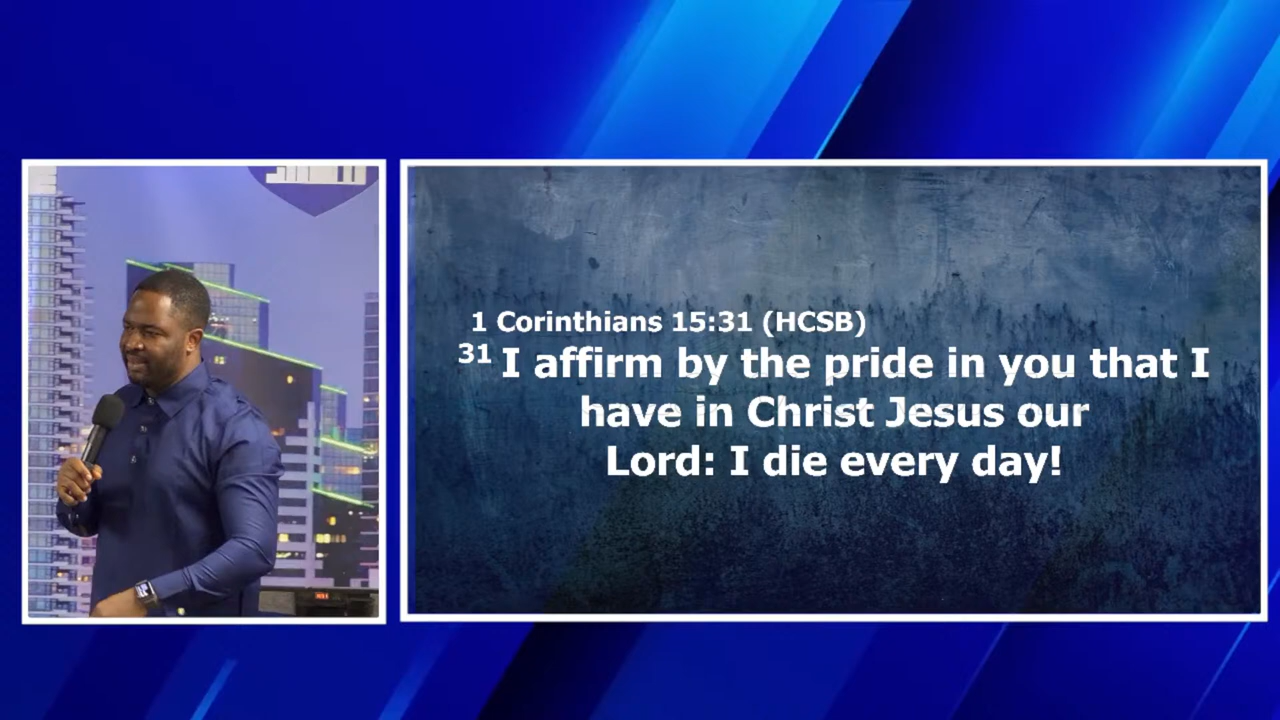 1 Corinthians 15:31 (HCSB)
31 I affirm by the pride in you that I
have in Christ Jesus our
Lord: I die every day!